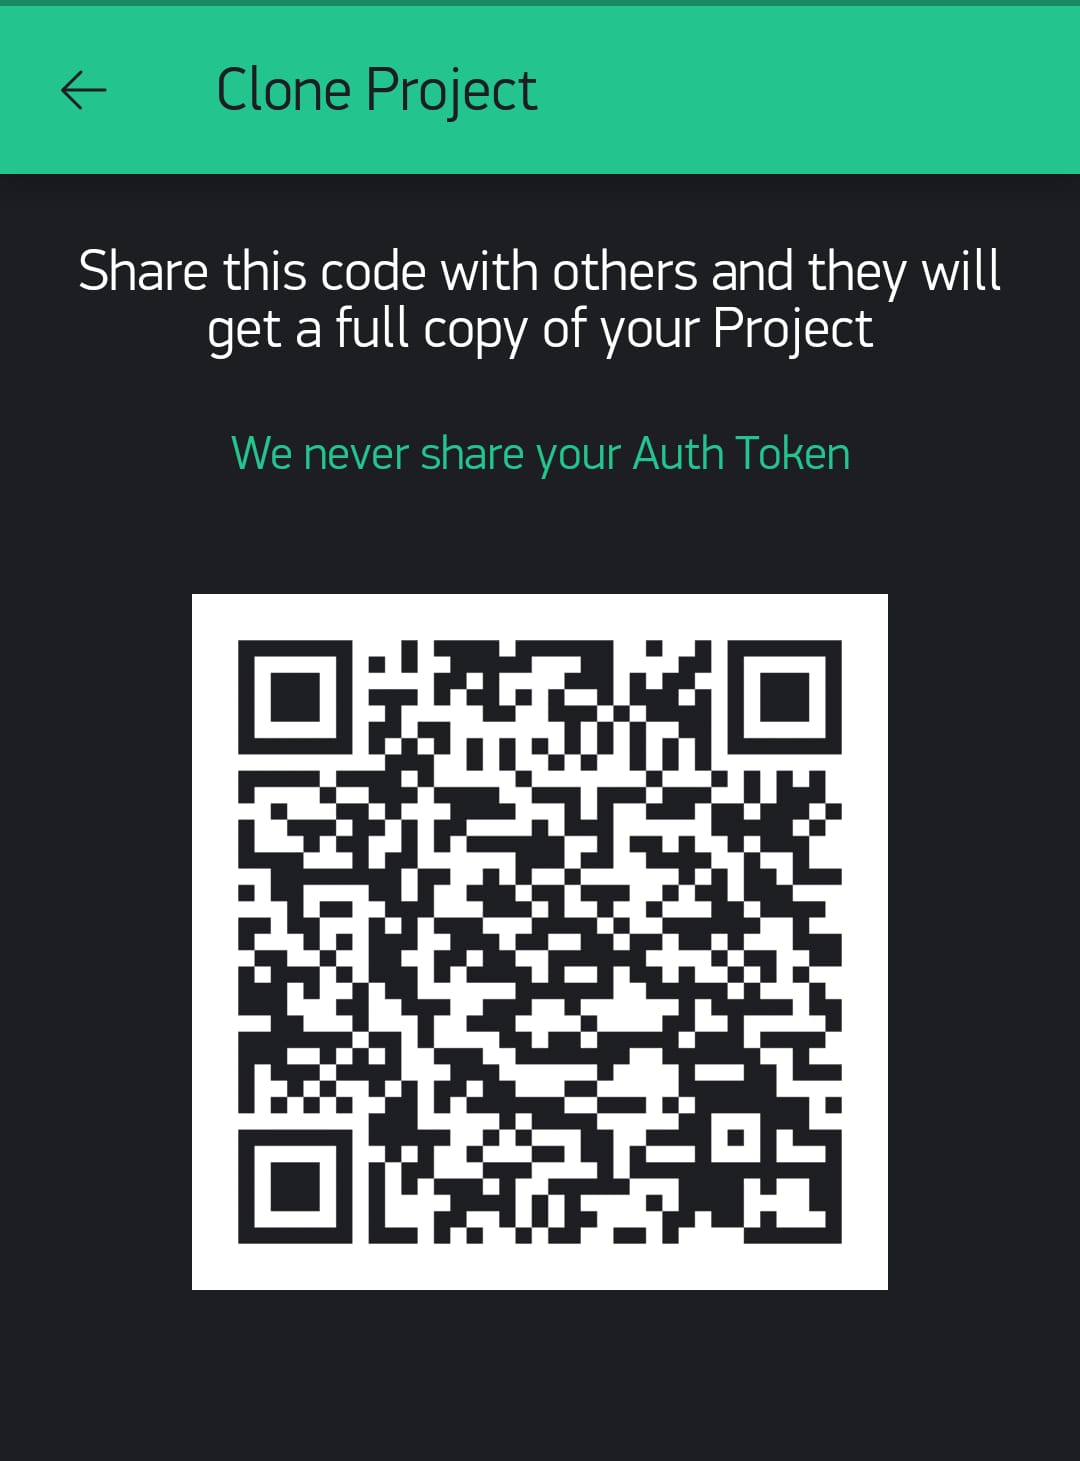 Clone Project
Share this code with others and they will
get a full copy of your Project
We never share your Auth Token